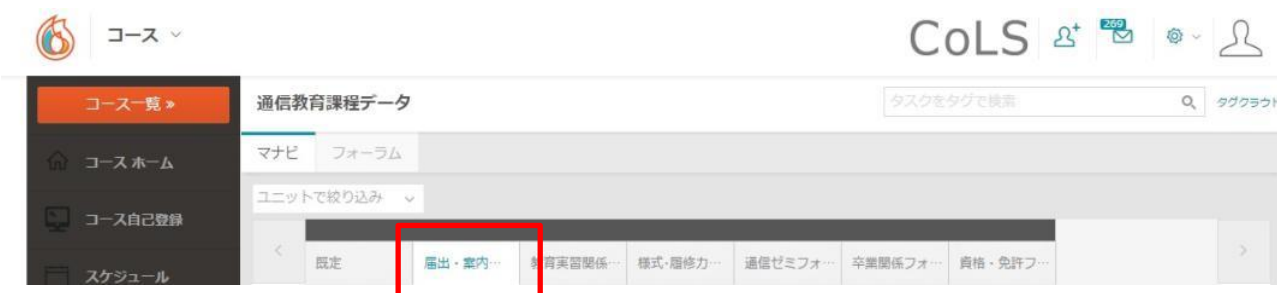 コース
CoLS
269
コース一覧 »
通信教育課程データ
タスクをタグで検索
タグクラウド
コース ホーム
マナビ フォーラム
コース自己登録
ユニットで絞り込み
スケジュール
既定 届出・案内… 教育実習関係… 様式・履修カ… 通信ゼミフォ… 卒業関係フォ… 資格・免許フ…